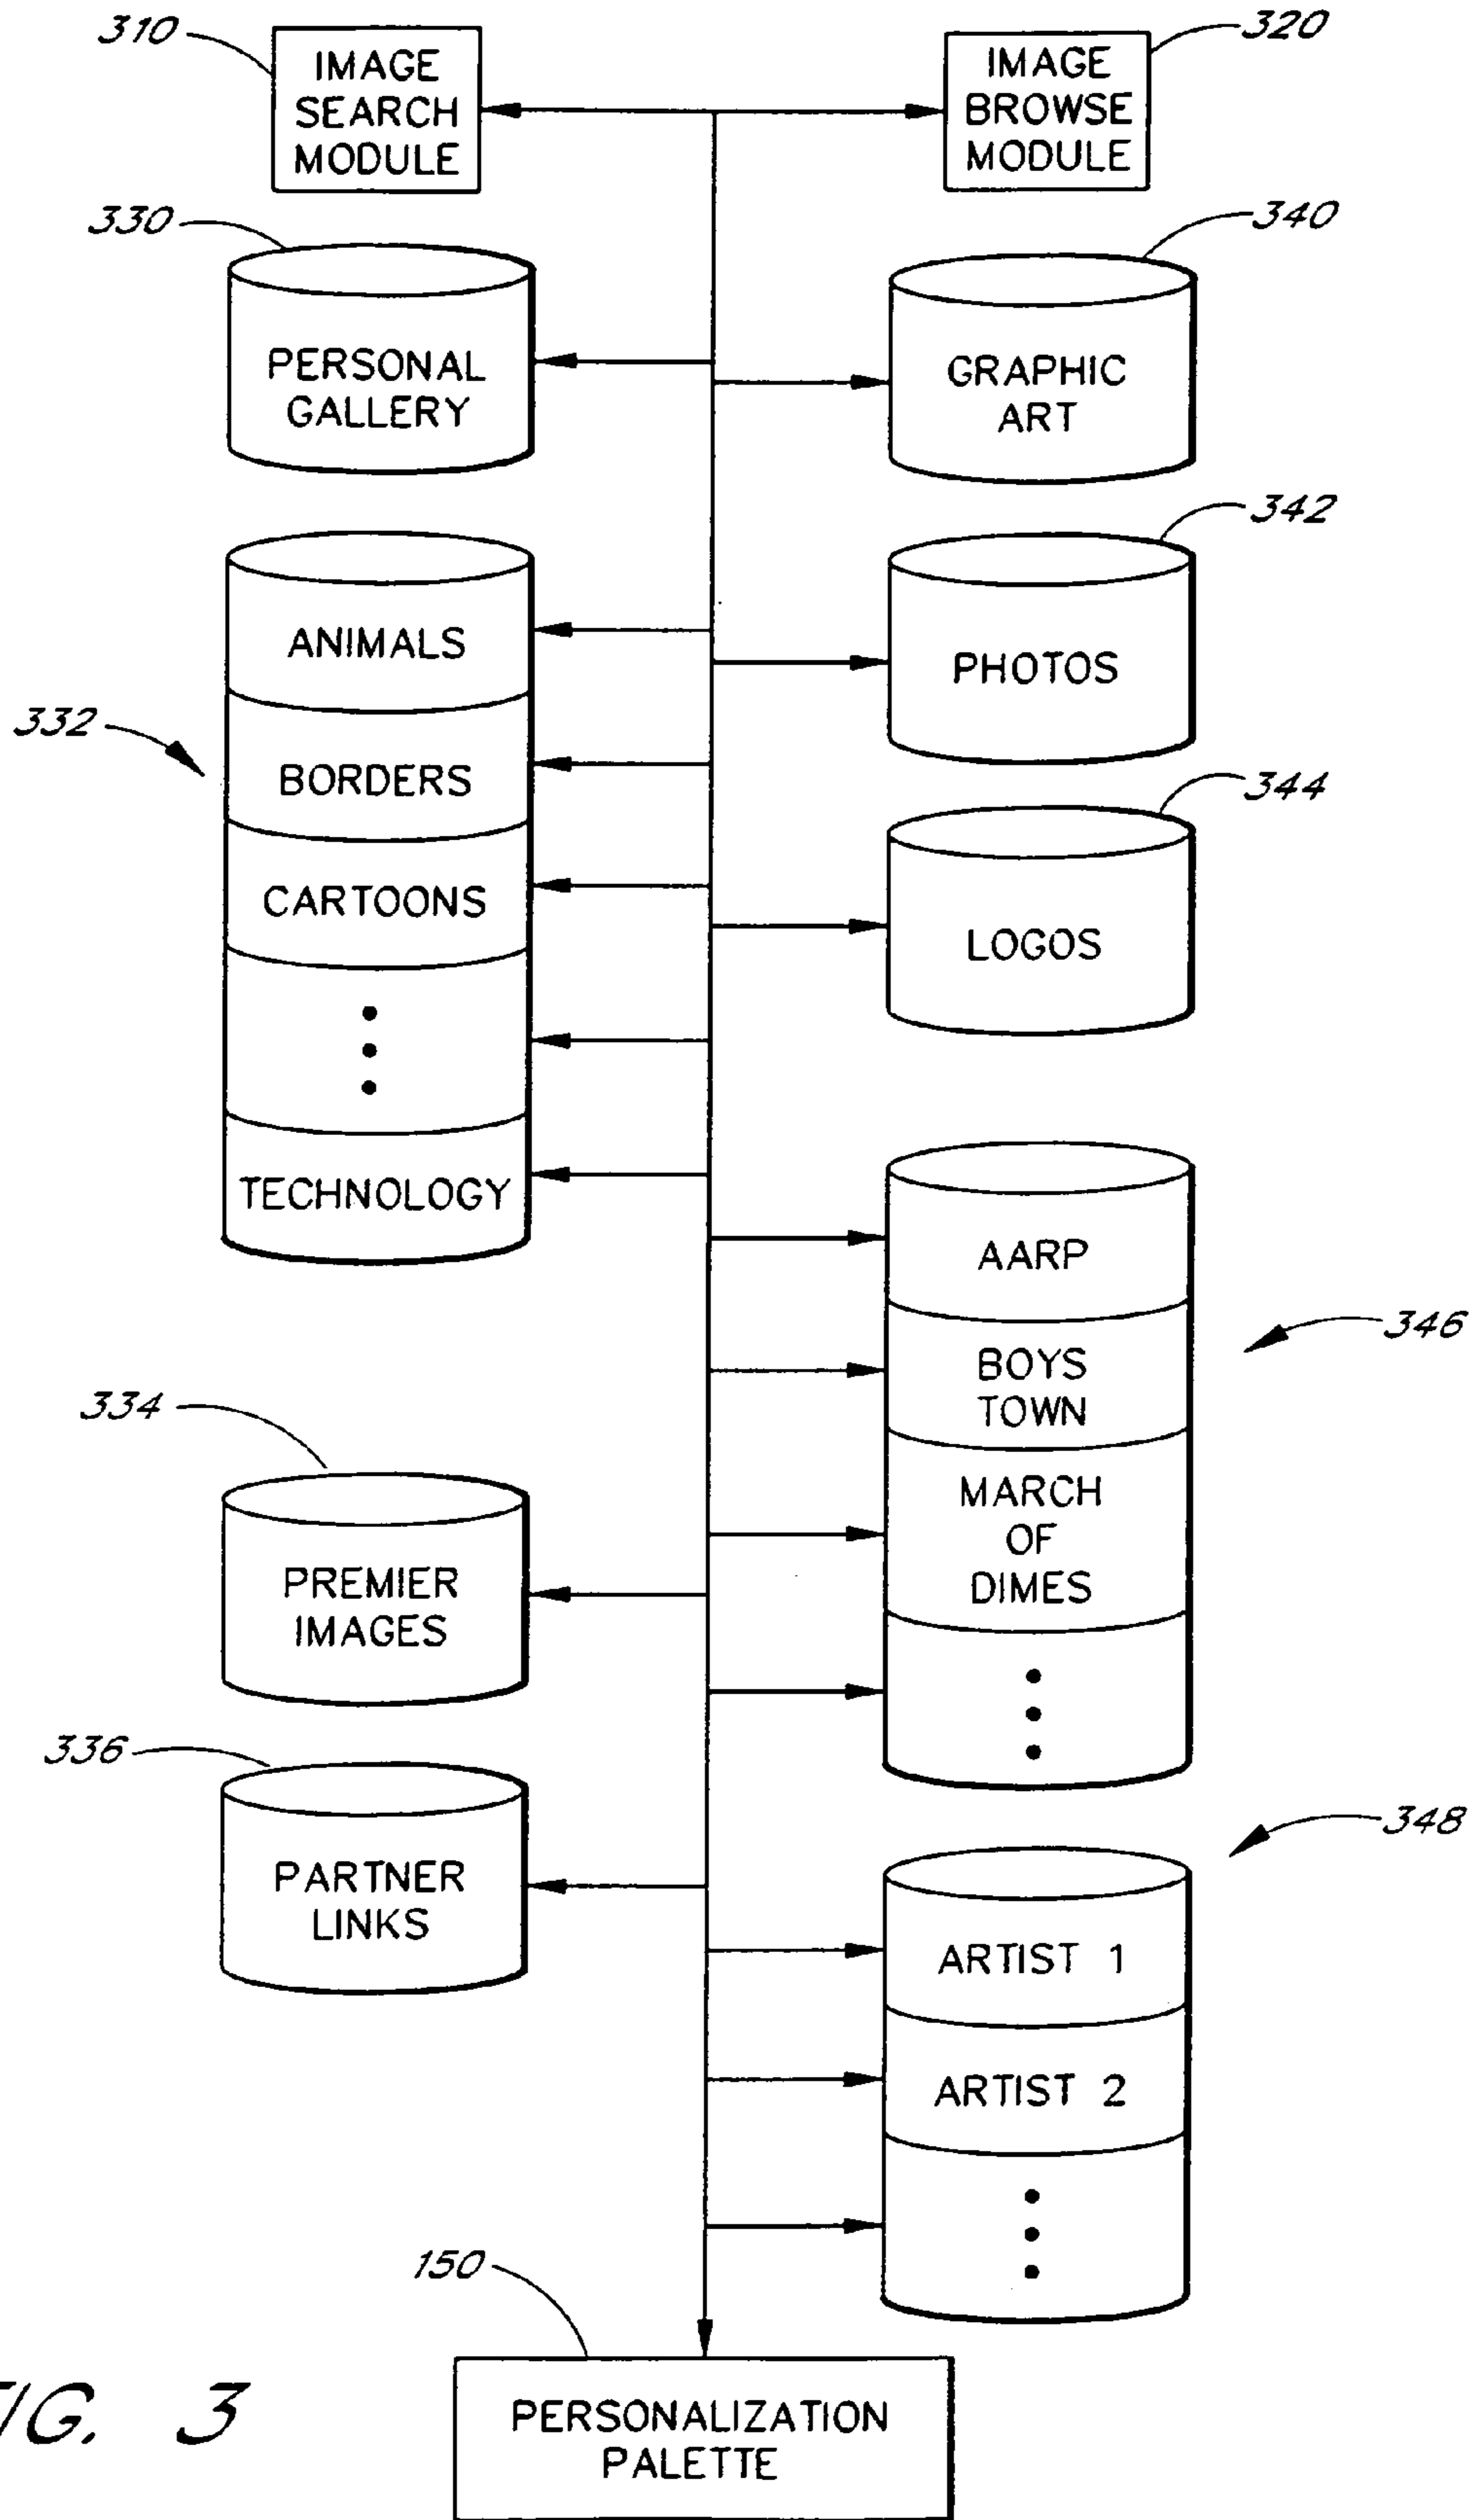 310
IMAGE
SEARCH
MODULE
320
IMAGE
BROWSE
MODULE
330
PERSONAL
GALLERY
340
GRAPHIC
ART
342
PHOTOS
332
ANIMALS
BORDERS
CARTOONS
TECHNOLOGY
344
LOGOS
346
AARP
BOYS
TOWN
MARCH
OF
DIMES
334
PREMIER
IMAGES
336
PARTNER
LINKS
348
ARTIST 1
ARTIST 2
150
PERSONALIZATION
PALETTE
IG. 3